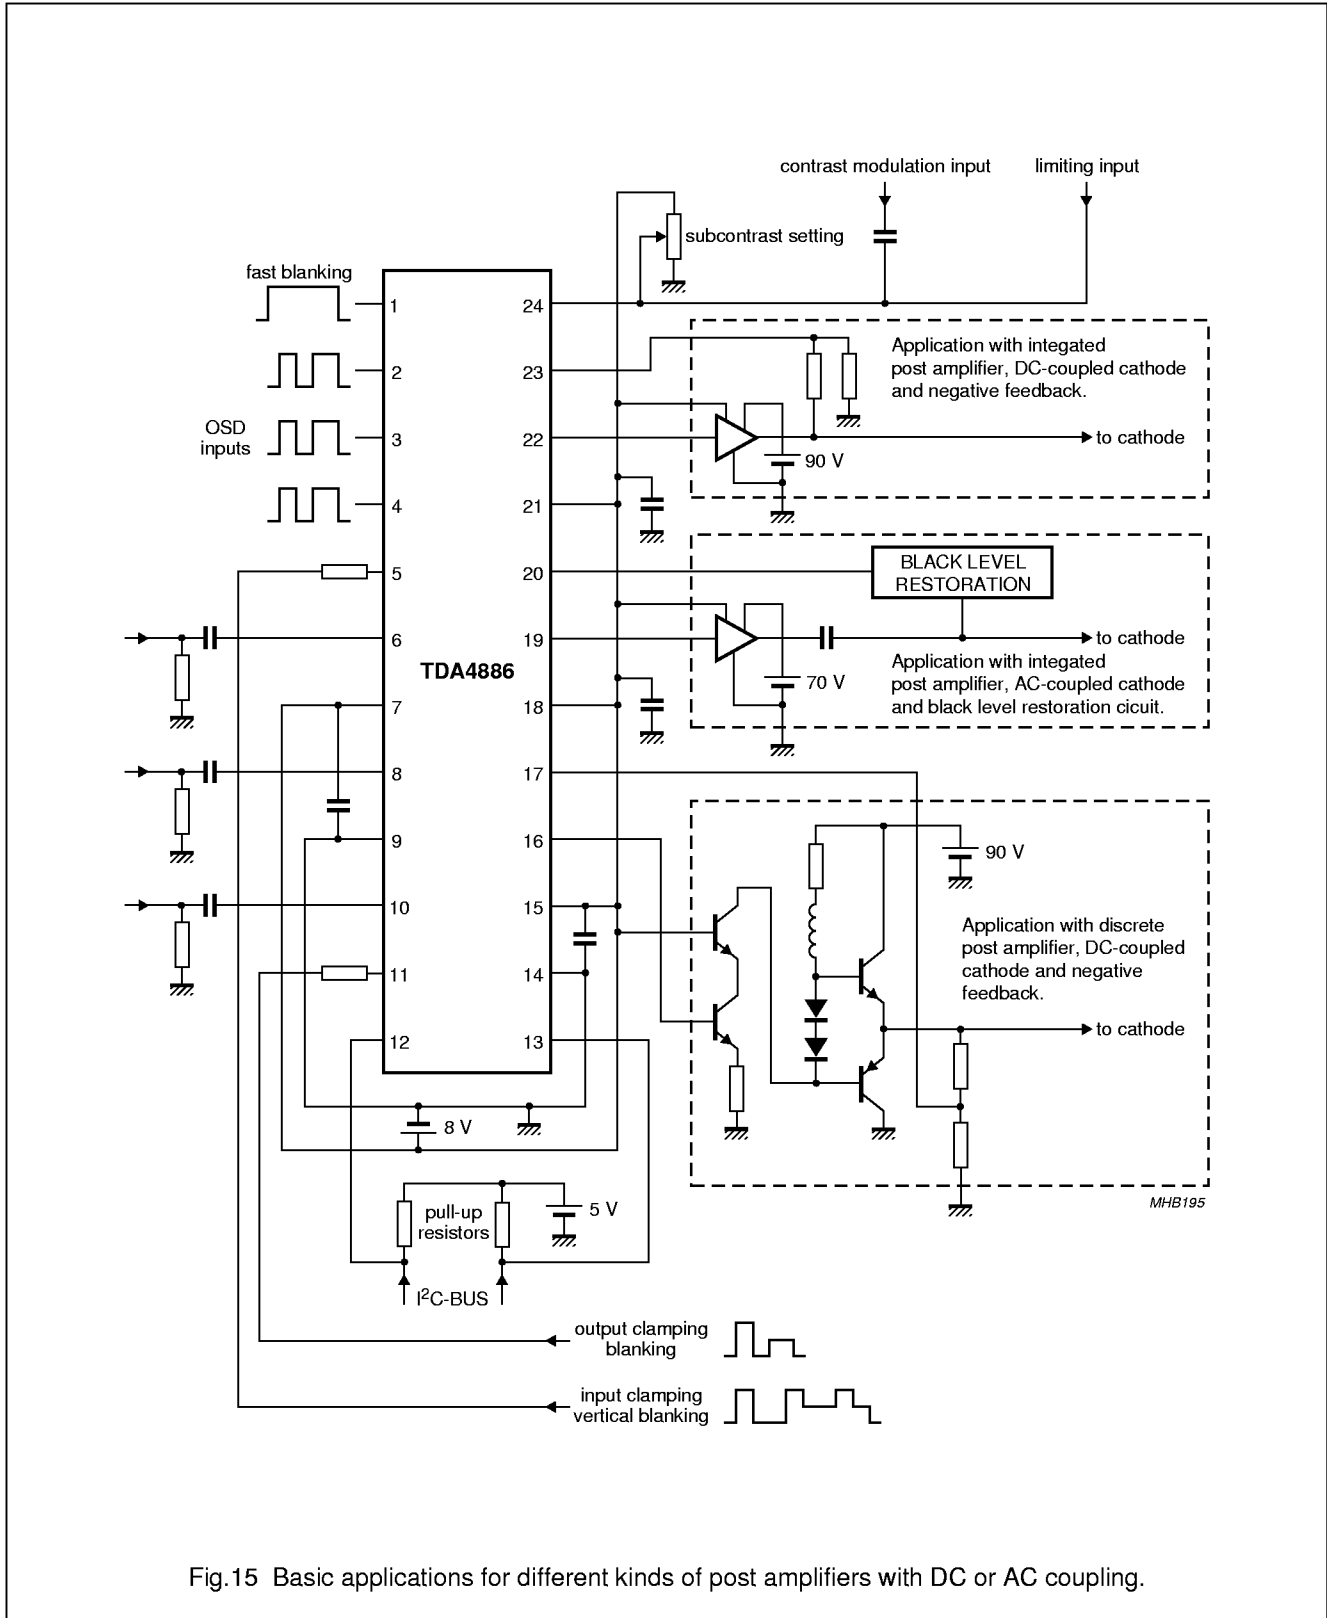 contrast modulation input
limiting input
subcontrast setting
fast blanking
1
24
2
23
Application with integated
post amplifier, DC-coupled cathode
and negative feedback.
OSD
inputs
3
22
to cathode
90 V
4
21
5
20
BLACK LEVEL
RESTORATION
6
19
to cathode
TDA4886
Application with integated
post amplifier, AC-coupled cathode
and black level restoration cicuit.
70 V
7
18
8
17
9
16
90 V
10
15
Application with discrete
post amplifier, DC-coupled
cathode and negative
feedback.
11
14
12
13
to cathode
8 V
pull-up
resistors
5 V
MHB195
I²C-BUS
output clamping
blanking
input clamping
vertical blanking
Fig.15 Basic applications for different kinds of post amplifiers with DC or AC coupling.